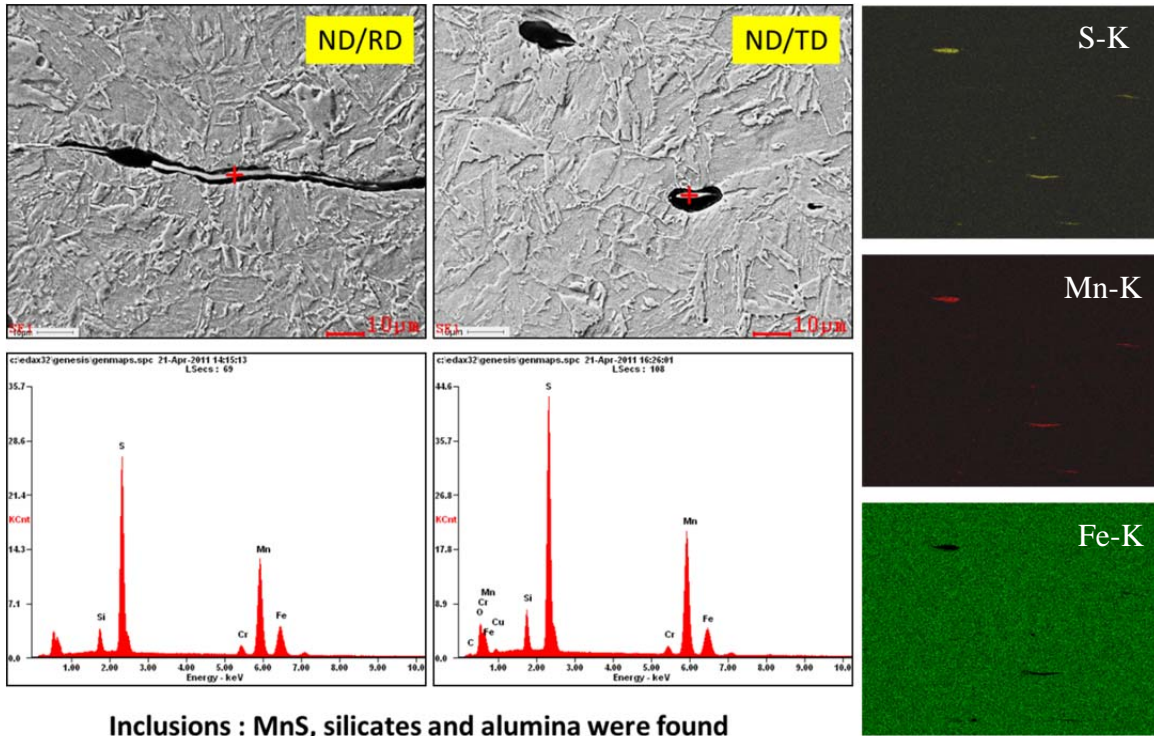 ND/RD
SE1
10µm
10µm
ND/TD
SE1
10µm
10µm
c:\edax32\genesis\genmaps.spc 21-Apr-2011 14:15:13
LSecs : 69
35.7
28.6
21.4
KCnt
14.3
7.1
0.0
Si
S
Cr
Mn
Fe
1.00 2.00 3.00 4.00 5.00 6.00 7.00 8.00 9.00 10.0
Energy - keV
c:\edax32\genesis\genmaps.spc 21-Apr-2011 16:26:01
LSecs : 108
44.6
35.7
26.8
KCnt
17.8
8.9
0.0
C
O
Cr
Mn
Fe
Cu
Si
S
Cr
Mn
Fe
1.00 2.00 3.00 4.00 5.00 6.00 7.00 8.00 9.00 10.0
Energy - keV
S-K
Mn-K
Fe-K
Inclusions : MnS, silicates and alumina were found